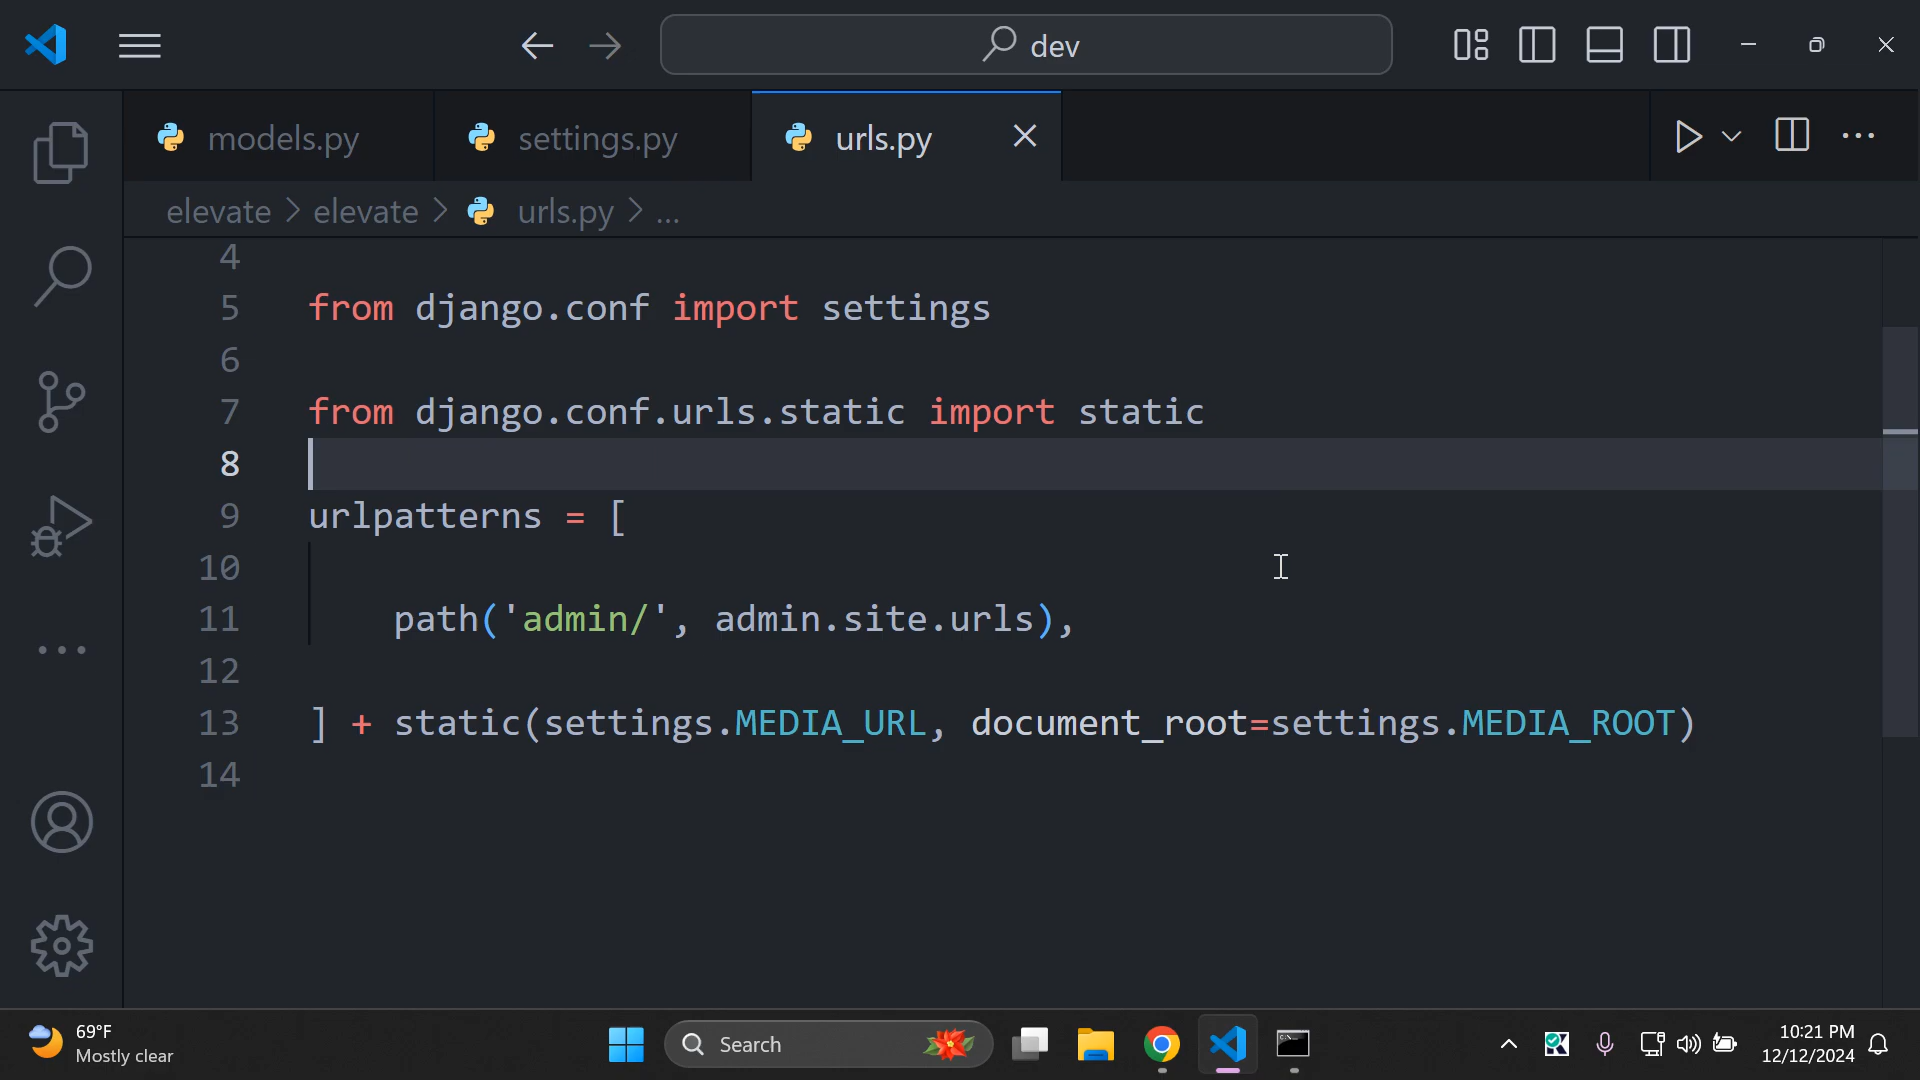 dev
models.py
settings.py
urls.py
elevate > elevate > urls.py > ...
4
5 from django.conf import settings
6
7 from django.conf.urls.static import static
8
9 urlpatterns = [
10
11 path('admin/', admin.site.urls),
12
13 ] + static(settings.MEDIA_URL, document_root=settings.MEDIA_ROOT)
14
69°F
Mostly clear
Search
10:21 PM
12/12/2024